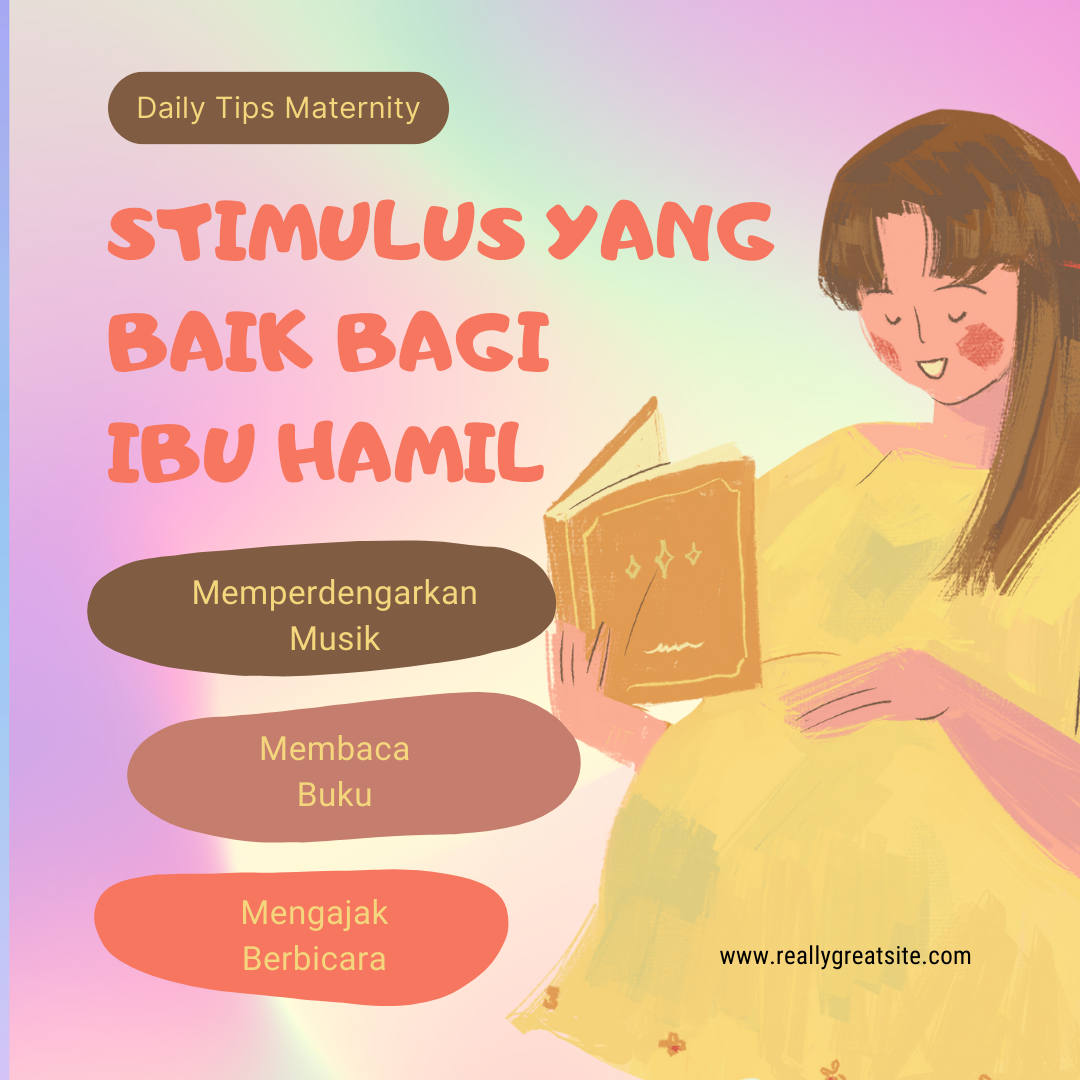 Daily Tips Maternity
STIMULUS YANG
BAIK BAGI
IBU HAMIL
Memperdengarkan
Musik
Membaca
Buku
Mengajak
Berbicara
www.reallygreatsite.com